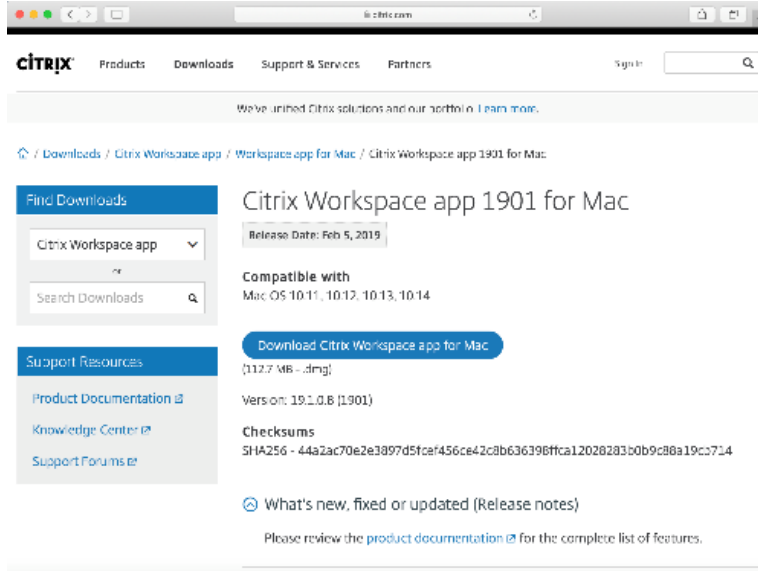 citrix.com
CITRIX
Products
Downloads
Support & Services
Partners
Sign In
We've unified Citrix solutions and our portfolio. Learn more.
/ Downloads / Citrix Workspace app / Workspace app for Mac / Citrix Workspace app 1901 for Mac
Find Downloads
Citrix Workspace app
or
Search Downloads
Support Resources
Product Documentation
Knowledge Center
Support Forums
Citrix Workspace app 1901 for Mac
Release Date: Feb 5, 2019
Compatible with
Mac OS 10.11, 10.12, 10.13, 10.14
Download Citrix Workspace app for Mac
(112.7 MB - .dmg)
Version: 19.1.0.8 (1901)
Checksums
SHA256 -
What's new, fixed or updated (Release notes)
Please review the product documentation for the complete list of features.